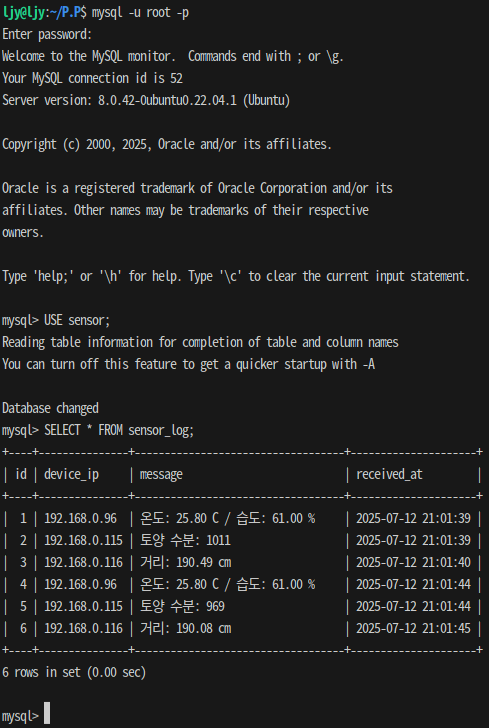 ljy@ljy:~/P.P$ mysql -u root -p
Enter password:
Welcome to the MySQL monitor.  Commands end with ; or \g.
Your MySQL connection id is 52
Server version: 8.0.42-0ubuntu0.22.04.1 (Ubuntu)
Copyright (c) 2000, 2025, Oracle and/or its affiliates.
Oracle is a registered trademark of Oracle Corporation and/or its
affiliates. Other names may be trademarks of their respective
owners.
Type 'help;' or '\h' for help. Type '\c' to clear the current input statement.
mysql> USE sensor;
Reading table information for completion of table and column names
You can turn off this feature to get a quicker startup with -A
Database changed
mysql> SELECT * FROM sensor_log;
+----+---------------+-----------------------------------+---------------------+
| id | device_ip     | message                           | received_at         |
+----+---------------+-----------------------------------+---------------------+
|  1 | 192.168.0.96  | 온도: 25.80 C / 습도: 61.00 %     | 2025-07-12 21:01:39 |
|  2 | 192.168.0.115 | 토양 수분: 1011                   | 2025-07-12 21:01:39 |
|  3 | 192.168.0.116 | 거리: 190.49 cm                   | 2025-07-12 21:01:40 |
|  4 | 192.168.0.96  | 온도: 25.80 C / 습도: 61.00 %     | 2025-07-12 21:01:44 |
|  5 | 192.168.0.115 | 토양 수분: 969                    | 2025-07-12 21:01:44 |
|  6 | 192.168.0.116 | 거리: 190.08 cm                   | 2025-07-12 21:01:45 |
+----+---------------+-----------------------------------+---------------------+
6 rows in set (0.00 sec)
mysql>